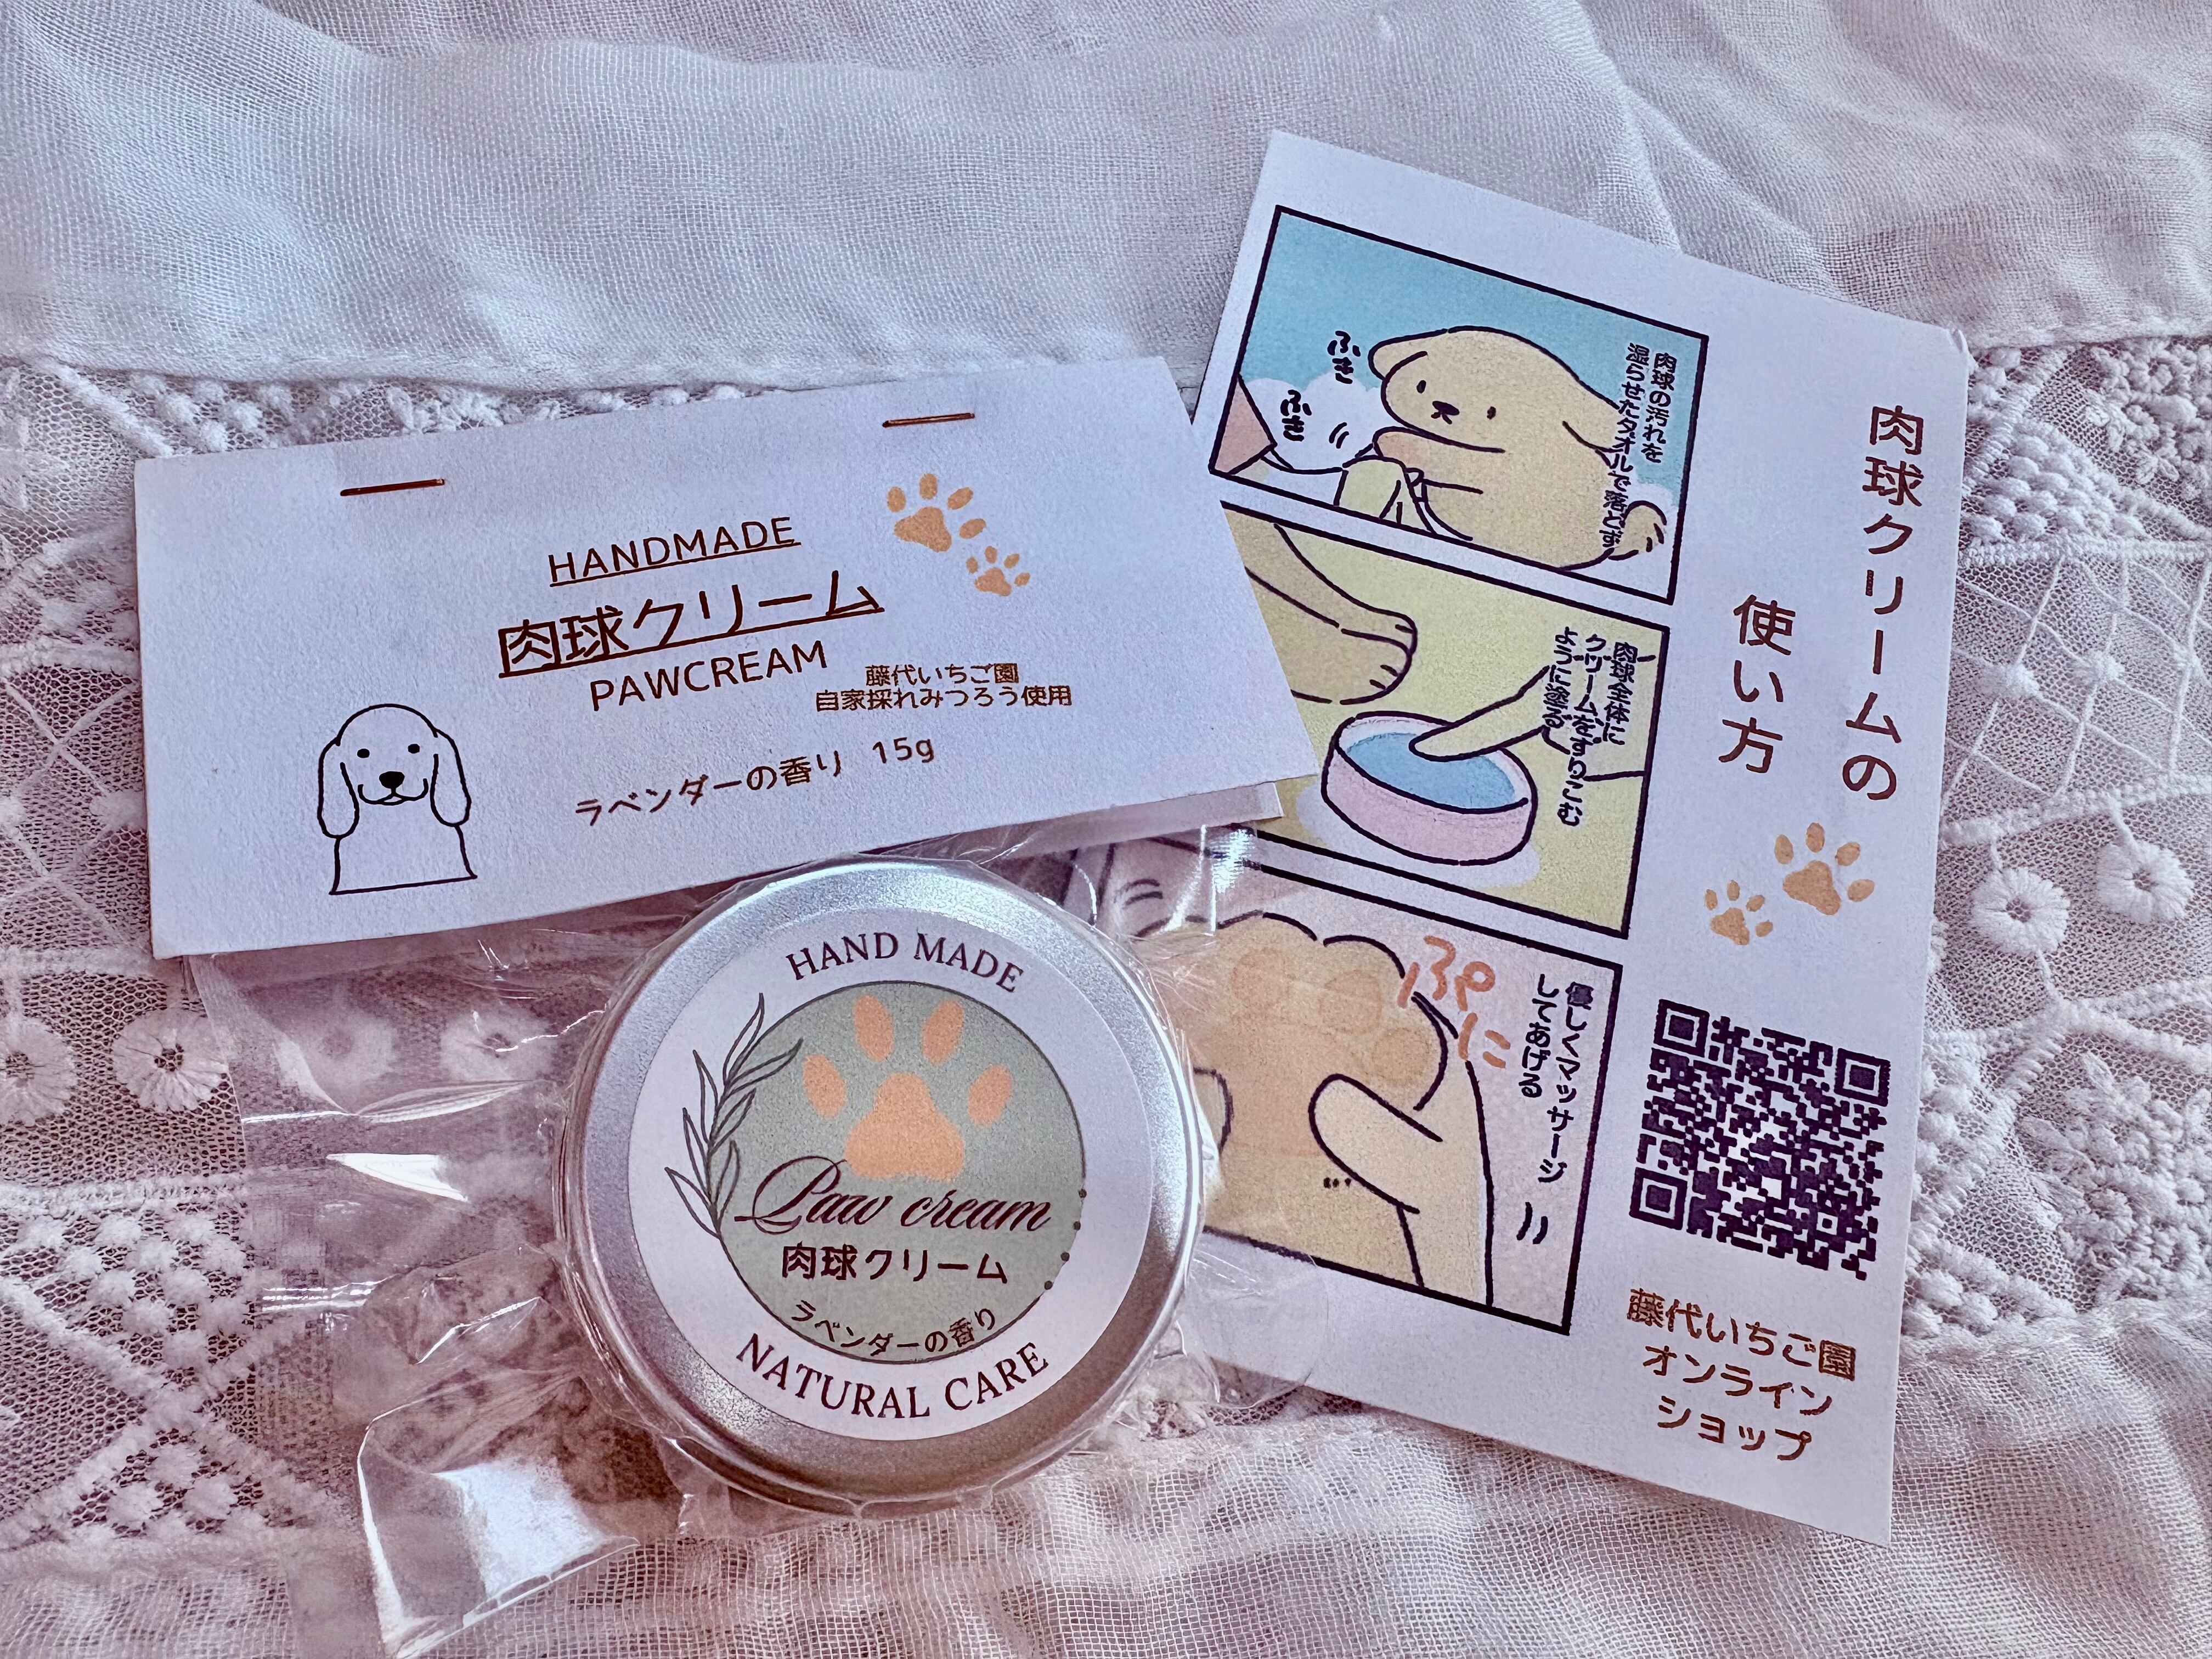 HANDMADE
肉球クリーム
PAWCREAM
藤代いちご園
自家採れみつろう使用
ラベンダーの香り 15g
HAND MADE
Paw cream
肉球クリーム
ラベンダーの香り
NATURAL CARE
肉球クリームの
使い方
肉球の汚れを
湿らせたタオルで落とす
ふき
ふき
肉球全体に
クリームをすりこむ
ように塗る
優しくマッサージ
してあげる
ぷに
藤代いちご園
オンライン
ショップ